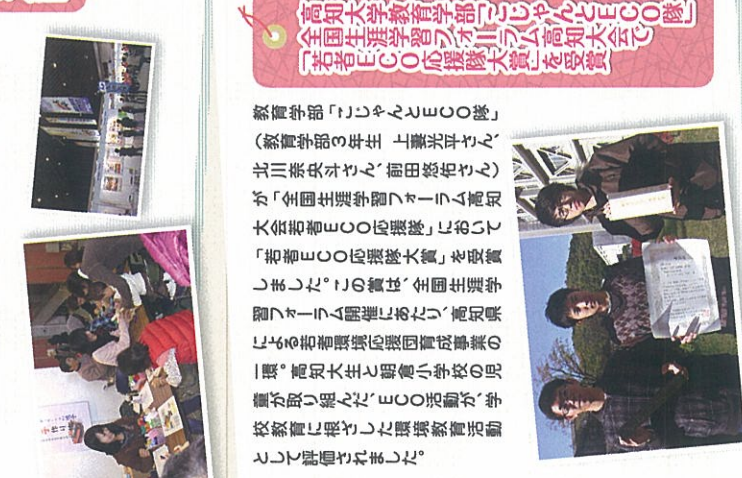 高知大学教育学部「こじゃんとECO隊」
全国生涯学習フォーラム高知大会で
「若者ECO応援隊大賞」を受賞
教育学部「こじゃんとECO隊」
(教育学部3年生 上妻光平さん、
北川奈央斗さん、前田悠佑さん)
が「全国生涯学習フォーラム高知
大会若者ECO応援隊」において
「若者ECO応援隊大賞」を受賞
しました。この賞は、全国生涯学
習フォーラム開催にあたり、高知県
による若者環境応援団育成事業の
一環。高知大生と朝倉小学校の児
童が取り組んだ、ECO活動が、学
校教育に根ざした環境教育活動
として評価されました。